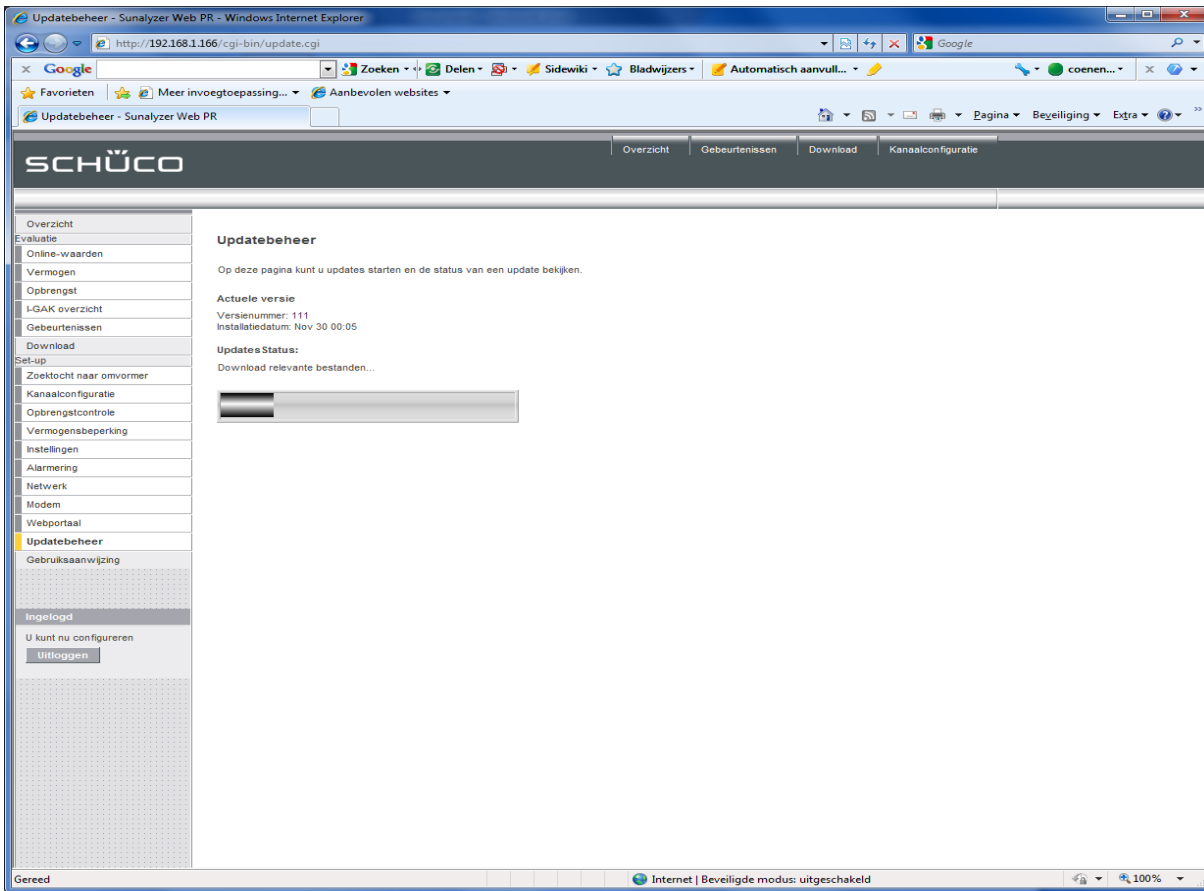 Updatebeheer - Sunalyzer Web PR - Windows Internet Explorer
http://192.168.1.166/cgi-bin/update.cgi
Google
x Google Zoeken Delen Sidewiki Bladwijzers Automatisch aanvull... coenen... x
Favorieten Meer invoegtoepassing... Aanbevolen websites
Updatebeheer - Sunalyzer Web PR
Pagina Beveiliging Extra »
SCHÜCO
Overzicht Gebeurtenissen Download Kanaalconfiguratie
Overzicht
Evaluatie
Online-waarden
Vermogen
Opbrengst
I-GAK overzicht
Gebeurtenissen
Download
Set-up
Zoektocht naar omvormer
Kanaalconfiguratie
Opbrengstcontrole
Vermogensbeperking
Instellingen
Alarmering
Netwerk
Modem
Webportaal
Updatebeheer
Gebruiksaanwijzing
Ingelogd
U kunt nu configureren
Uitloggen
Updatebeheer
Op deze pagina kunt u updates starten en de status van een update bekijken.
Actuele versie
Versienummer: 111
Installatiedatum: Nov 30 00:05
UpdatesStatus:
Download relevante bestanden...
Gereed
Internet | Beveiligde modus: uitgeschakeld
100%